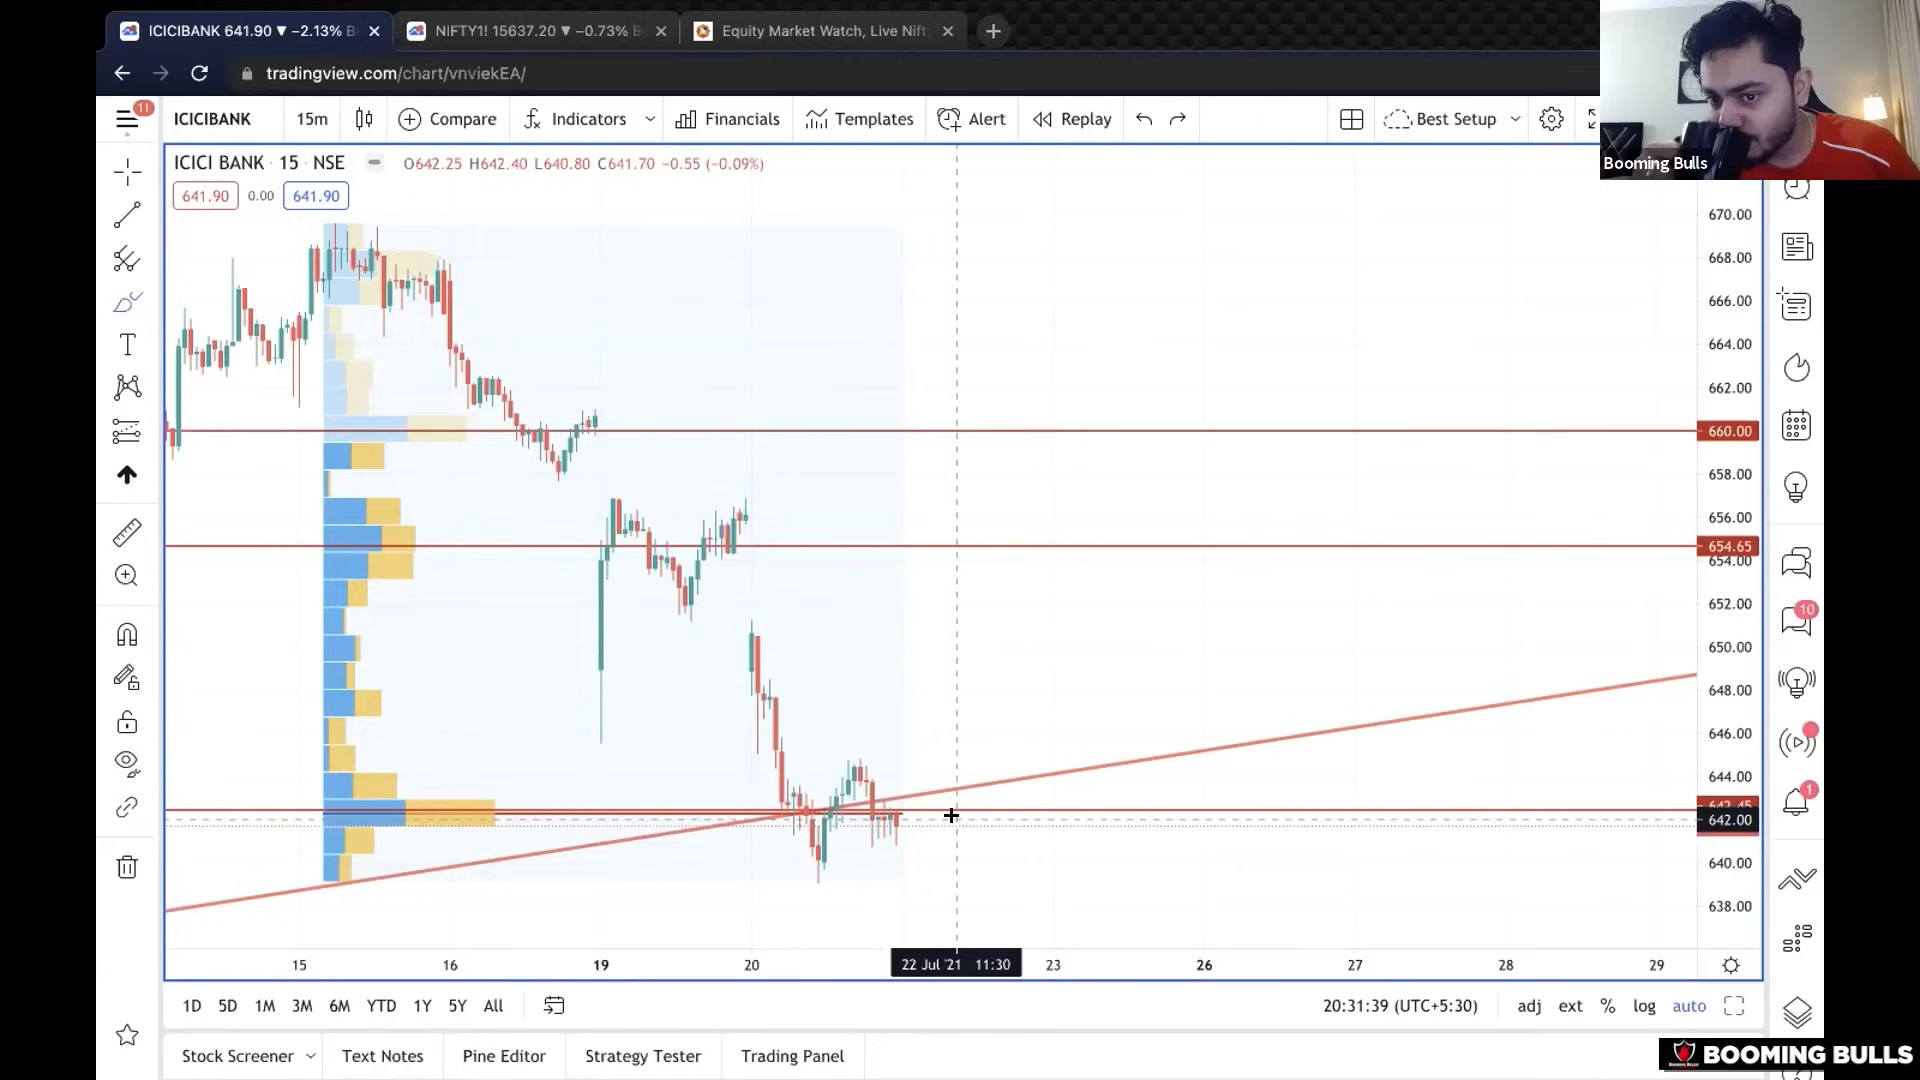 ICICIBANK 641.90 ▼ −2.13% B
NIFTY1! 15637.20 ▼ −0.73% B
Equity Market Watch, Live Nifty
tradingview.com/chart/vnviekEA/
11
ICICIBANK
15m
Compare
Indicators
Financials
Templates
Alert
Replay
Best Setup
Booming Bulls
ICICI BANK · 15 · NSE
O642.25 H642.40 L640.80 C641.70 −0.55 (−0.09%)
641.90 0.00 641.90
670.00
668.00
666.00
664.00
662.00
660.00
658.00
656.00
654.65
654.00
652.00
650.00
648.00
646.00
644.00
642.45
642.00
640.00
638.00
10
1
15 16 19 20 22 Jul '21 11:30 23 26 27 28 29
1D 5D 1M 3M 6M YTD 1Y 5Y All
20:31:39 (UTC+5:30) adj ext % log auto
Stock Screener Text Notes Pine Editor Strategy Tester Trading Panel
BOOMING BULLS